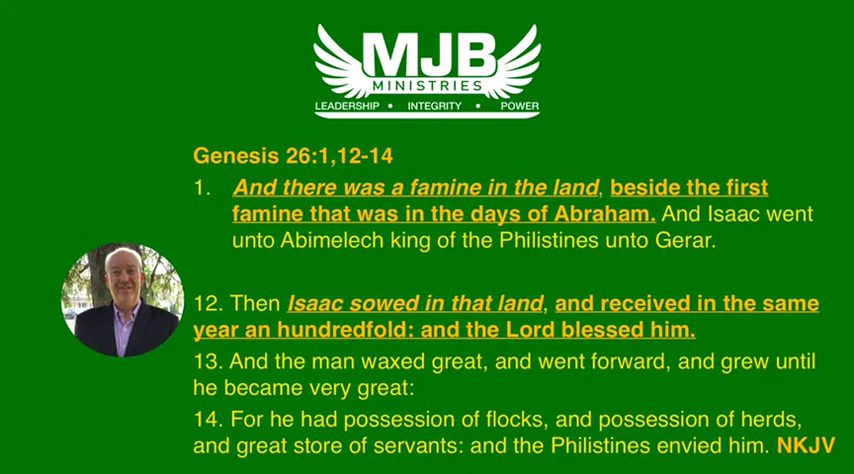 MJB
MINISTRIES
LEADERSHIP • INTEGRITY • POWER
Genesis 26:1,12-14
1. And there was a famine in the land, beside the first
famine that was in the days of Abraham. And Isaac went
unto Abimelech king of the Philistines unto Gerar.
12. Then Isaac sowed in that land, and received in the same
year an hundredfold: and the Lord blessed him.
13. And the man waxed great, and went forward, and grew until
he became very great:
14. For he had possession of flocks, and possession of herds,
and great store of servants: and the Philistines envied him. NKJV